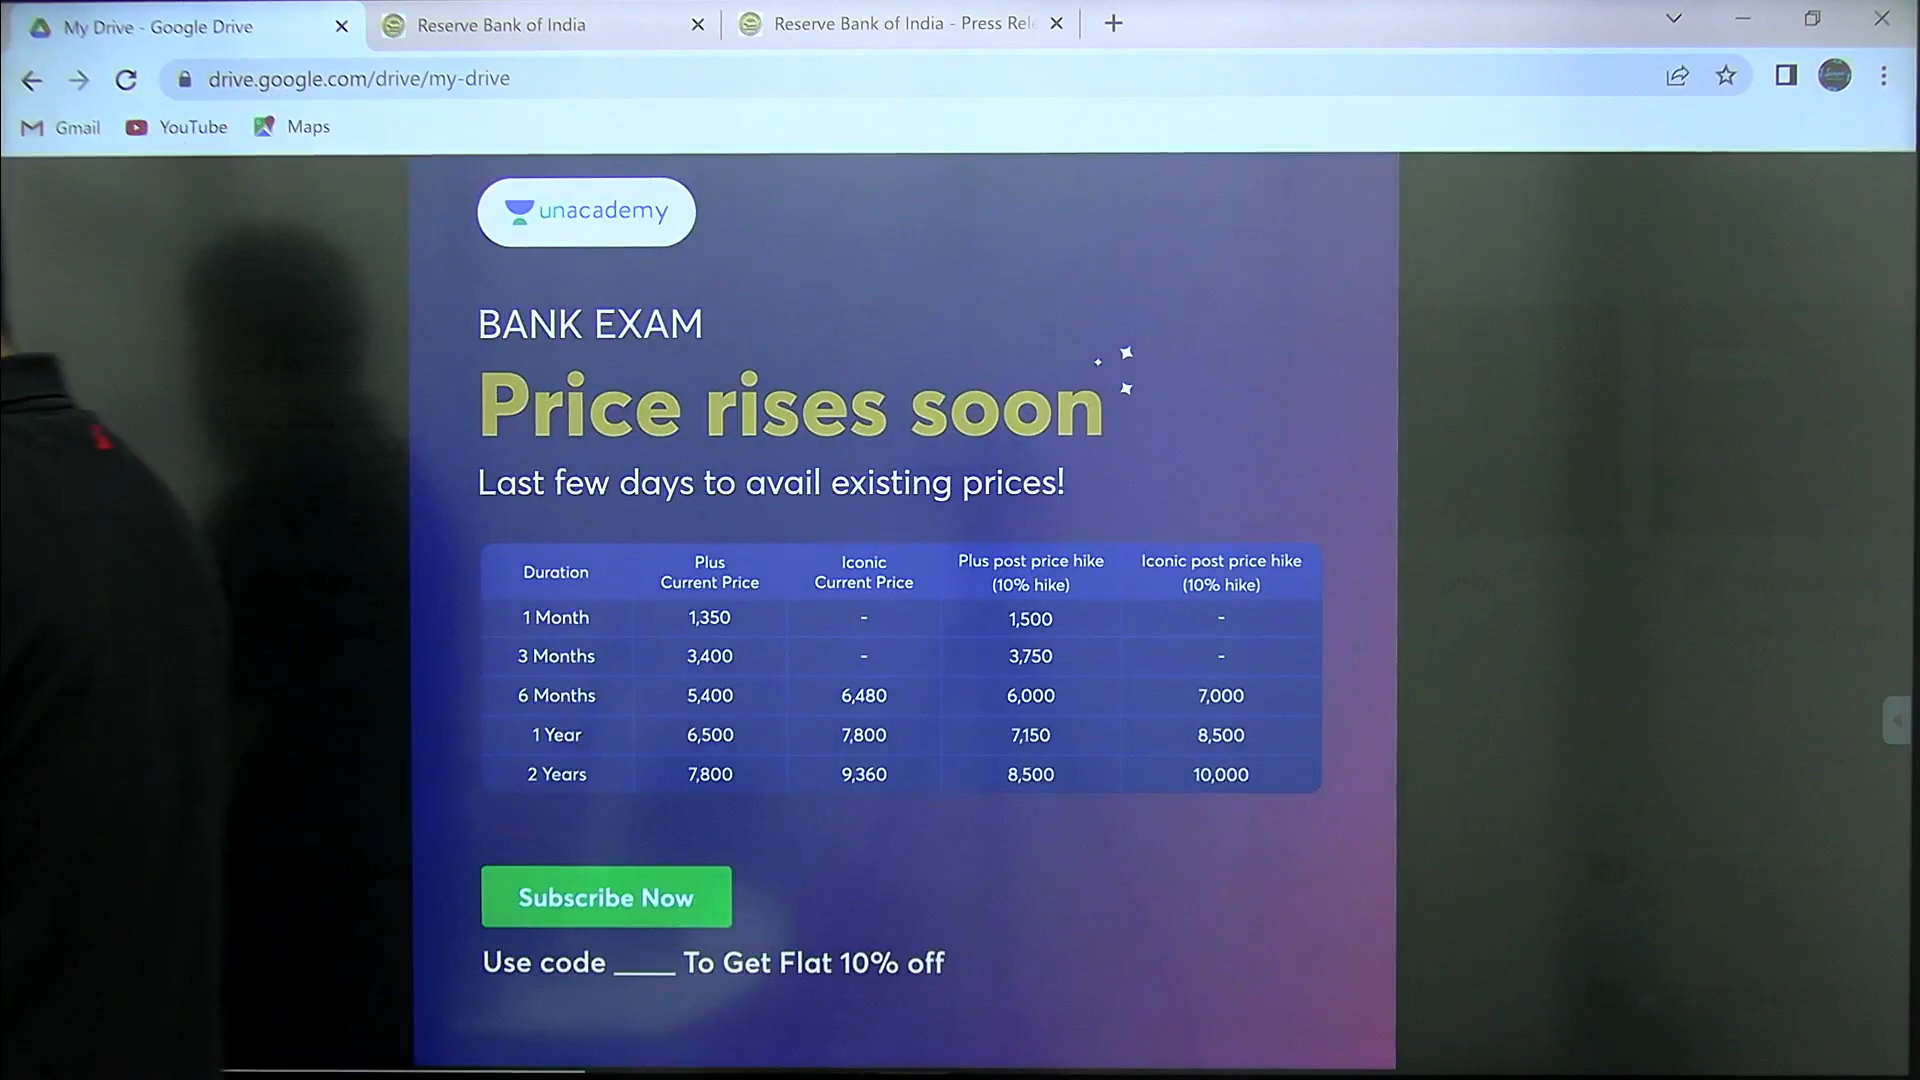 My Drive - Google Drive
Reserve Bank of India
Reserve Bank of India - Press Rele
drive.google.com/drive/my-drive
Gmail
YouTube
Maps
unacademy
BANK EXAM
Price rises soon
Last few days to avail existing prices!
Duration Plus Current Price Iconic Current Price Plus post price hike (10% hike) Iconic post price hike (10% hike)
1 Month 1,350 - 1,500 -
3 Months 3,400 - 3,750 -
6 Months 5,400 6,480 6,000 7,000
1 Year 6,500 7,800 7,150 8,500
2 Years 7,800 9,360 8,500 10,000
Subscribe Now
Use code ____ To Get Flat 10% off